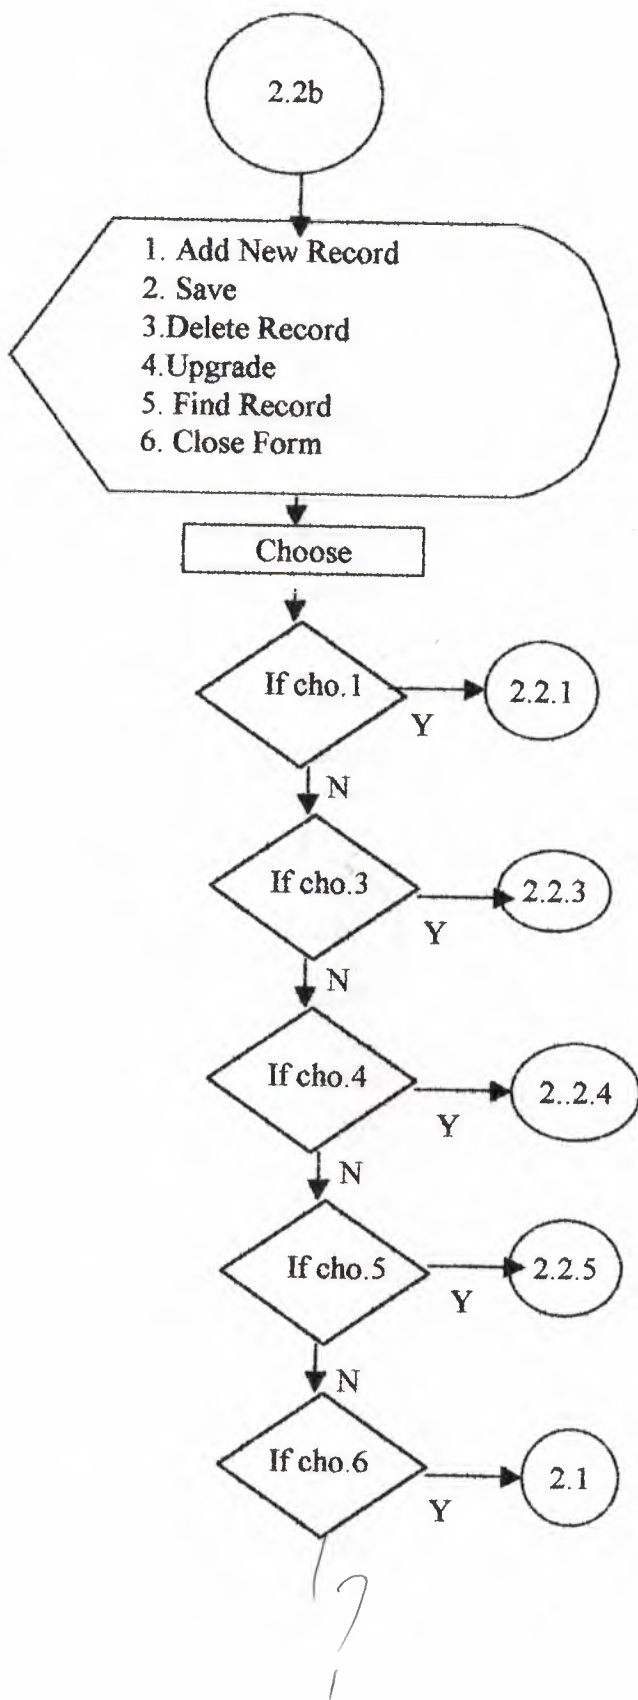 2.2b
1. Add New Record
2. Save
3.Delete Record
4.Upgrade
5. Find Record
6. Close Form
Choose
If cho.1
Y
2.2.1
N
If cho.3
Y
2.2.3
N
If cho.4
Y
2..2.4
N
If cho.5
Y
2.2.5
N
If cho.6
Y
2.1
?